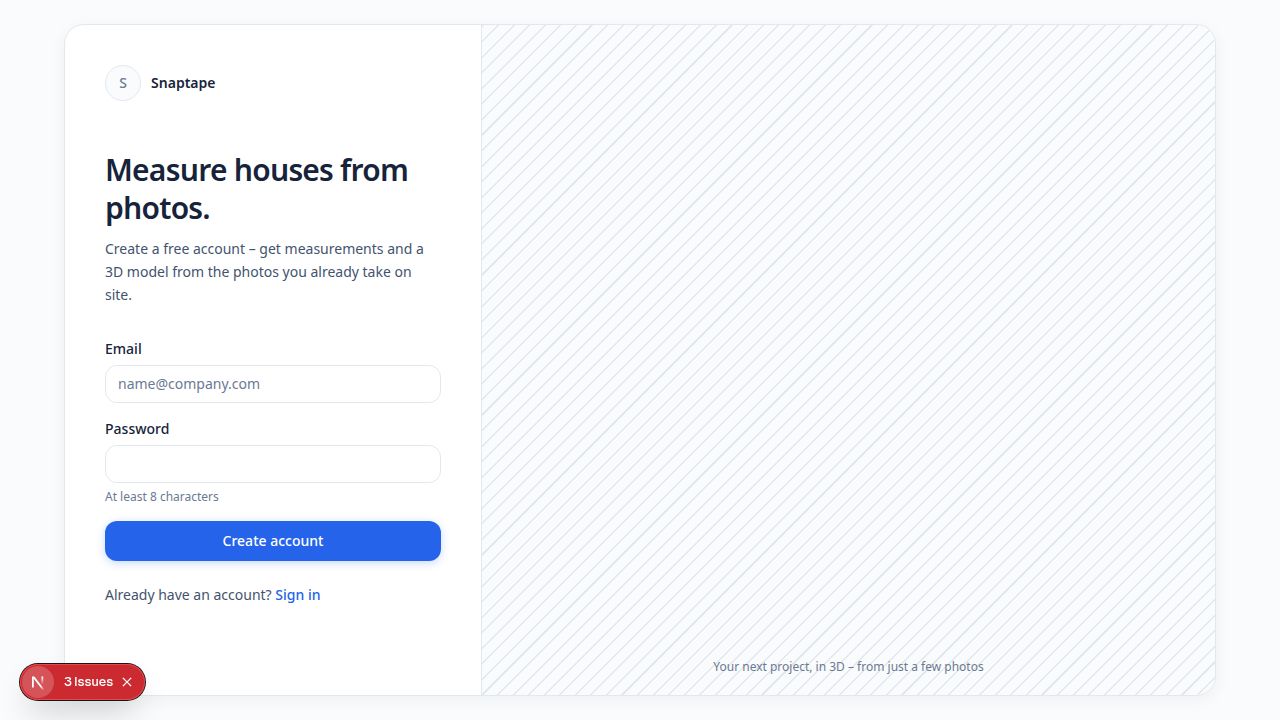 S
Snaptape
Measure houses from
photos.
Create a free account – get measurements and a
3D model from the photos you already take on
site.
Email
name@company.com
Password
At least 8 characters
Create account
Already have an account? Sign in
Your next project, in 3D – from just a few photos
N
3 Issues